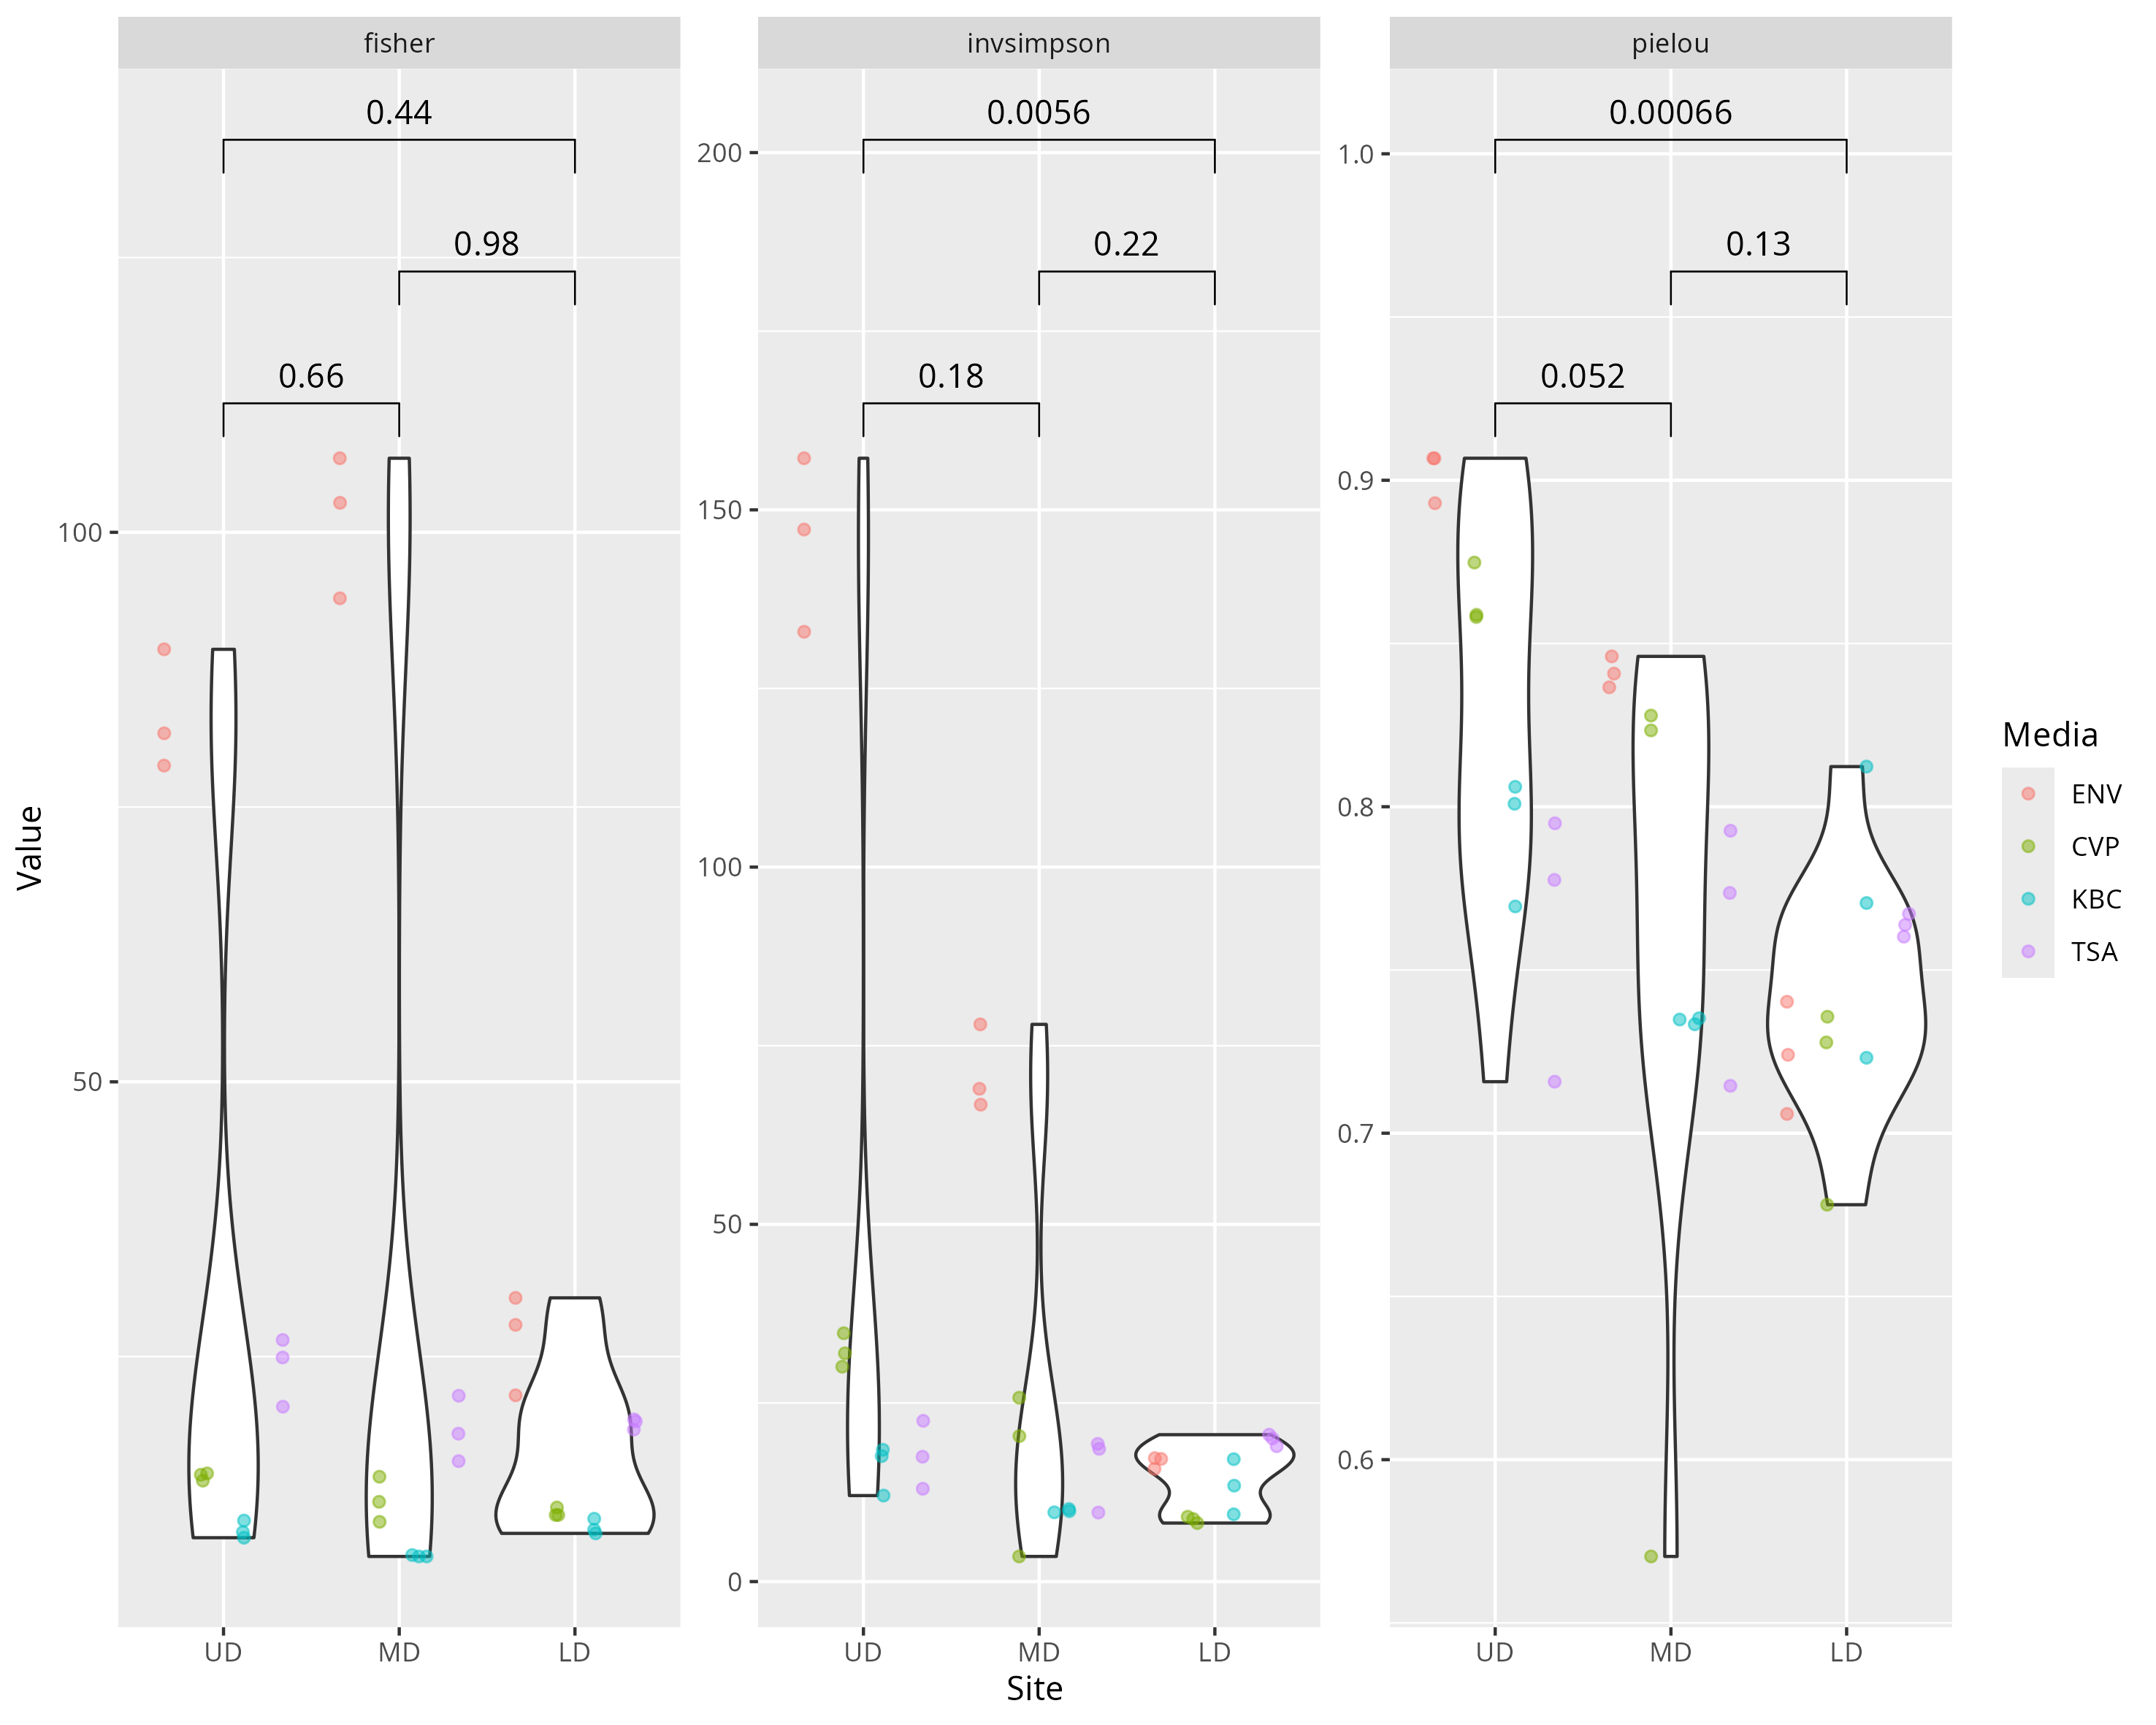 fisher
invsimpson
pielou
0.44
0.98
0.66
100
50
0.0056
0.22
0.18
200
150
100
50
0
0.00066
0.13
0.052
1.0
0.9
0.8
0.7
0.6
Value
UD
MD
LD
UD
MD
LD
UD
MD
LD
Site
Media
ENV
CVP
KBC
TSA